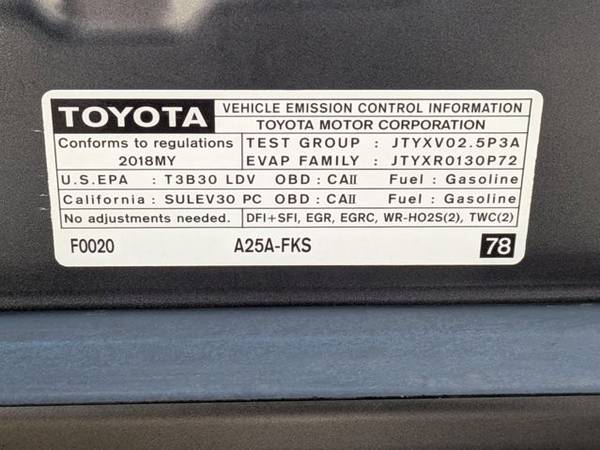 TOYOTA VEHICLE EMISSION CONTROL INFORMATION
TOYOTA MOTOR CORPORATION
Conforms to regulations TEST GROUP : JTYXV02.5P3A
2018MY EVAP FAMILY : JTYXR0130P72
U.S.EPA : T3B30 LDV OBD : CAII Fuel : Gasoline
California : SULEV30 PC OBD : CAII Fuel : Gasoline
No adjustments needed. DFI+SFI, EGR, EGRC, WR-HO2S(2), TWC(2)
F0020 A25A-FKS 78